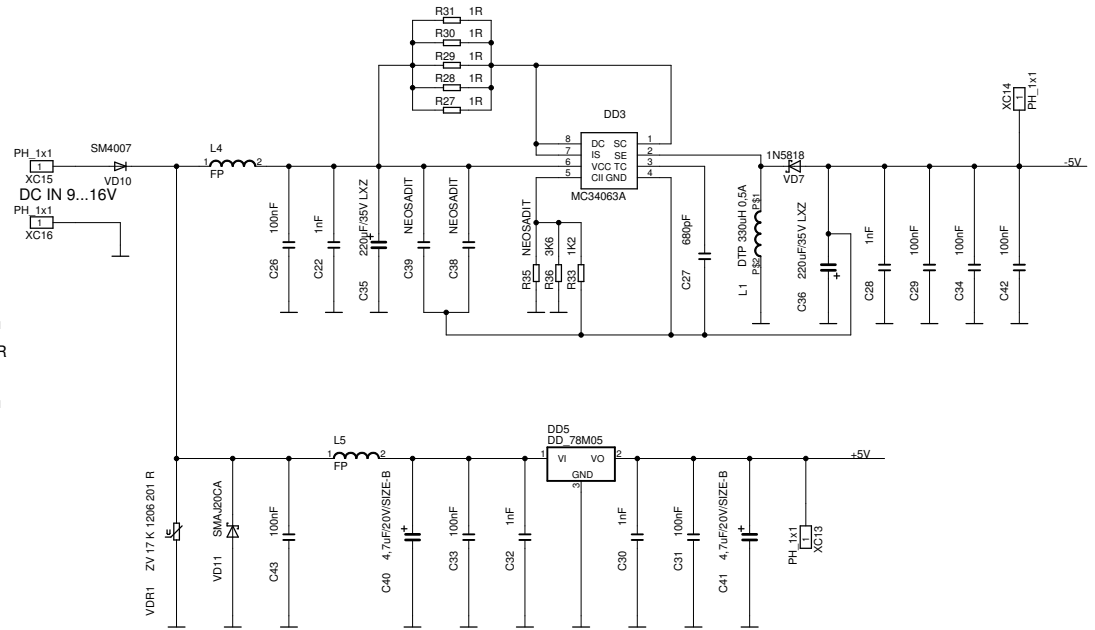 R31 1R
R30 1R
R29 1R
R28 1R
R27 1R
DD3
8 DC SC 1
7 IS SE 2
6 VCC TC 3
5 CII GND 4
MC34063A
PH_1x1
1
XC15
DC IN 9...16V
PH_1x1
1
XC16
SM4007
VD10
L4
1 2
FP
C26 100nF
C22 1nF
C35 220uF/35V LXZ
+
C39 NEOSADIT
C38 NEOSADIT
R35 NEOSADIT
R36 3K6
R33 1K2
C27 680pF
L1 DTP 330uH 0.5A
P$1
P$2
1N5818
VD7
C36 220uF/35V LXZ
+
C28 1nF
C29 100nF
C34 100nF
C42 100nF
XC14
1
PH_1x1
-5V
R
VDR1 ZV 17 K 1206 201 R
U
VD11 SMAJ20CA
C43 100nF
L5
1 2
FP
C40 4,7uF/20V/SIZE-B
+
C33 100nF
C32 1nF
DD5
DD_78M05
1 VI VO 2
GND
3
C30 1nF
C31 100nF
C41 4,7uF/20V/SIZE-B
+
+5V
PH_1x1
1
XC13